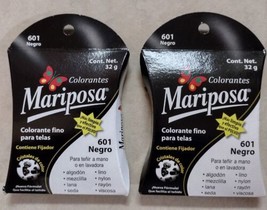 601
Negro
Cont. Net.
32 g
Colorantes
Mariposa
Colorante fino
para telas
Contiene Fijador
601
Negro
Para teñir a mano
o en lavadora
• algodón
• mezclilla
• lana
• seda
• lino
• nylon
• rayón
• viscosa
601
Negro
Cont. Net.
32 g
Colorantes
Mariposa
Colorante fino
para telas
Contiene Fijador
601
Negro
Para teñir a mano
o en lavadora
• algodón
• mezclilla
• lana
• seda
• lino
• nylon
• rayón
• viscosa